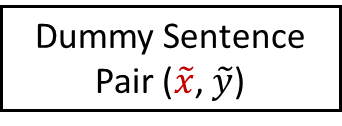 Dummy Sentence
Pair (x̃, ỹ)